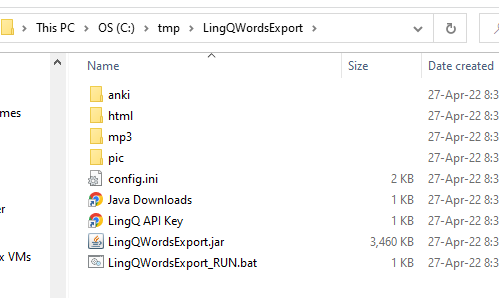 This PC > OS (C:) > tmp > LingQWordsExport >
Name Size Date created
anki 27-Apr-22 8:3
html 27-Apr-22 8:3
mp3 27-Apr-22 8:3
pic 27-Apr-22 8:3
config.ini 2 KB 27-Apr-22 8:3
Java Downloads 1 KB 27-Apr-22 8:3
LingQ API Key 1 KB 27-Apr-22 8:3
LingQWordsExport.jar 3,460 KB 27-Apr-22 8:3
LingQWordsExport_RUN.bat 1 KB 27-Apr-22 8:3
mes
er
x VMs